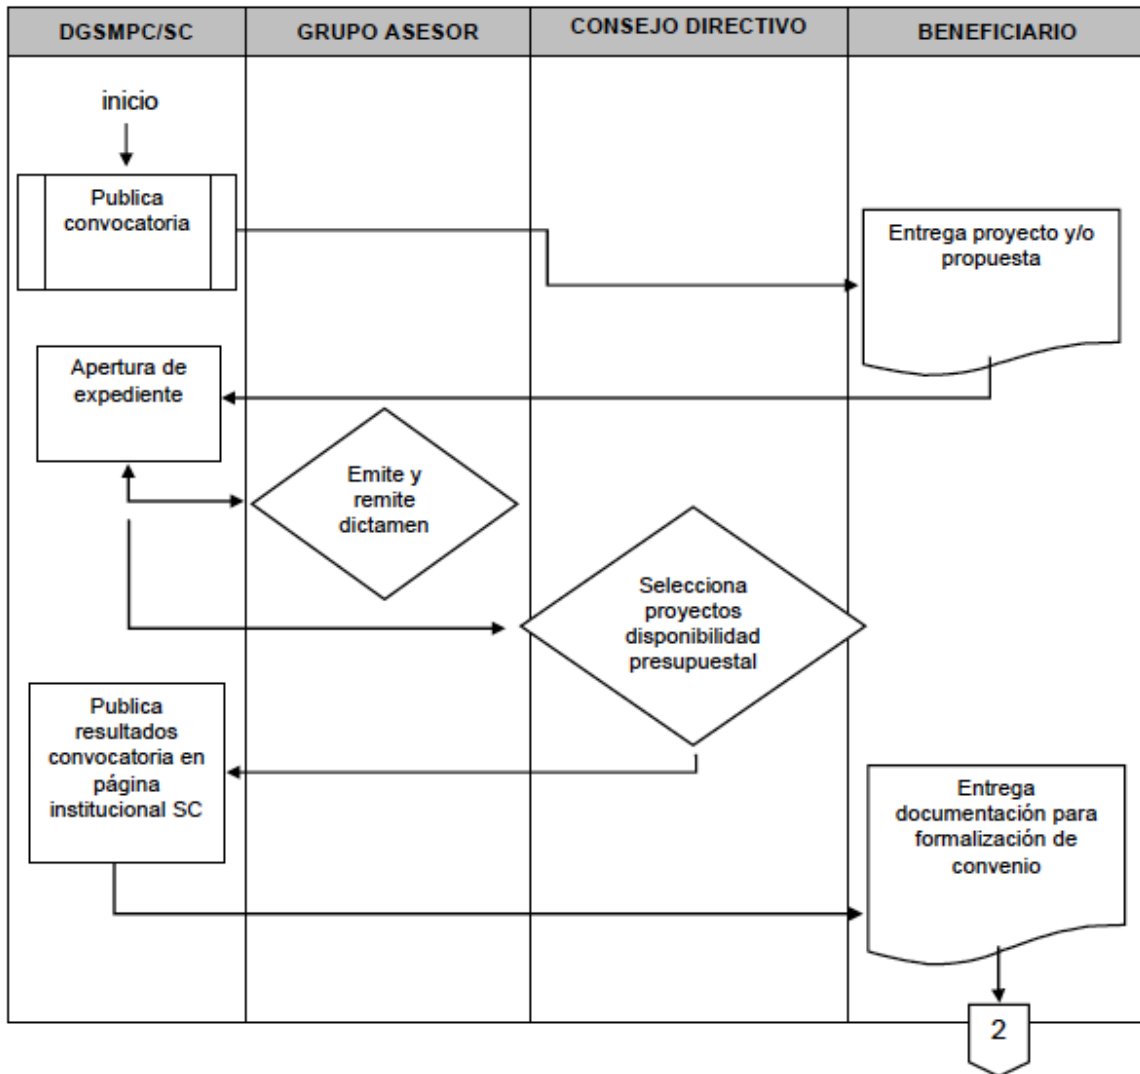 DGSMPC/SC
GRUPO ASESOR
CONSEJO DIRECTIVO
BENEFICIARIO
inicio
Publica
convocatoria
Entrega proyecto y/o
propuesta
Apertura de
expediente
Emite y
remite
dictamen
Selecciona
proyectos
disponibilidad
presupuestal
Publica
resultados
convocatoria en
página
institucional SC
Entrega
documentación para
formalización de
convenio
2